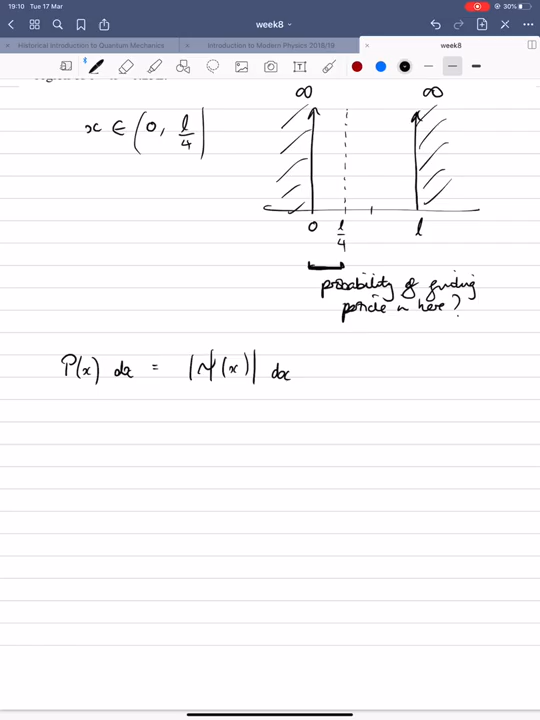 19:10 Tue 17 Mar
30%
week8
Historical Introduction to Quantum Mechanics
Introduction to Modern Physics 2018/19
week8
∞ ∞
x ∈ (0, l/4|
0 l/4 l
probability of finding
particle in here?
P(x) dx = |ψ(x)| dx